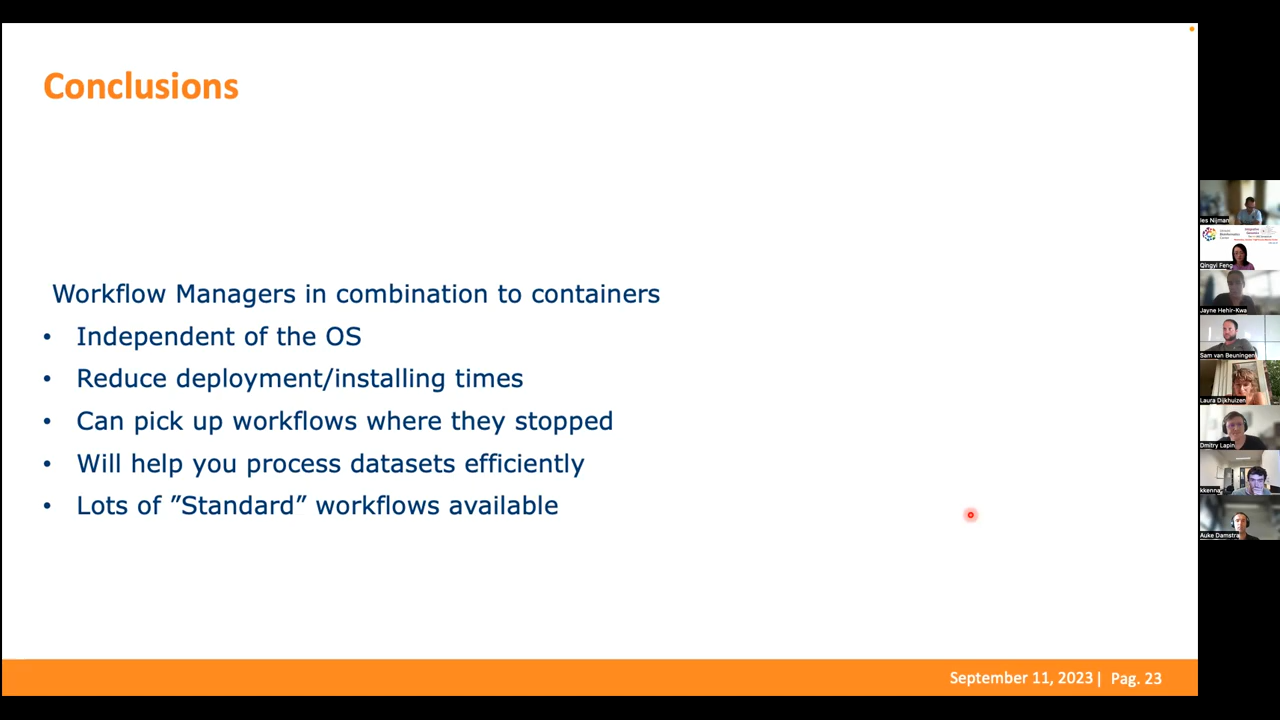 Conclusions
Workflow Managers in combination to containers
• Independent of the OS
• Reduce deployment/installing times
• Can pick up workflows where they stopped
• Will help you process datasets efficiently
• Lots of ”Standard” workflows available
September 11, 2023 | Pag. 23
Ies Nijman
Qingyi Feng
Jayne Hehir-Kwa
Sam van Beuningen
Laura Dijkhuizen
Dmitry Lapin
kkenna
Auke Damstra